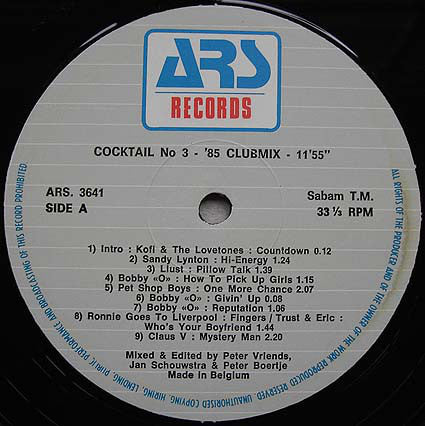 ARS
RECORDS
COCKTAIL No 3 - '85 CLUBMIX - 11'55"
ARS. 3641
SIDE A
Sabam T.M.
33 ⅓ RPM
1) Intro : Kofi & The Lovetones : Countdown 0.12
2) Sandy Lynton : Hi-Energy 1.24
3) Llust : Pillow Talk 1.39
4) Bobby «O» : How To Pick Up Girls 1.15
5) Pet Shop Boys : One More Chance 2.07
6) Bobby «O» : Givin' Up 0.08
7) Bobby «O» : Reputation 1.06
8) Ronnie Goes To Liverpool : Fingers / Trust & Eric :
Who's Your Boyfriend 1.44
9) Claus V : Mystery Man 2.20
Mixed & Edited by Peter Vriends,
Jan Schouwstra & Peter Boertje
Made in Belgium
ALL RIGHTS OF THE PRODUCER AND OF THE OWNER OF THE WORK REPRODUCED RESERVED. UNAUTHORISED COPYING, HIRING, LENDING, PUBLIC PERFORMANCE AND BROADCASTING OF THIS RECORD PROHIBITED